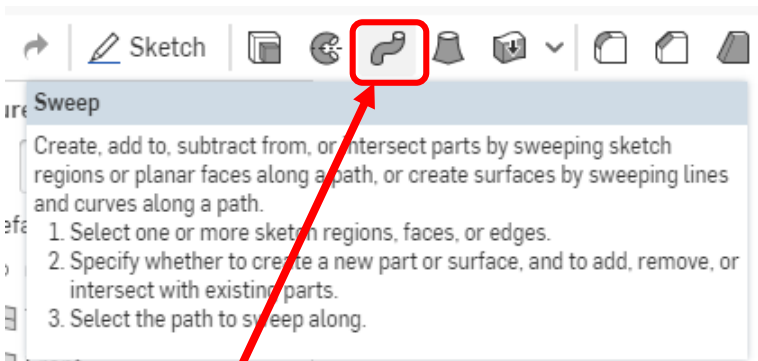 Sketch
Sweep
Create, add to, subtract from, or intersect parts by sweeping sketch
regions or planar faces along a path, or create surfaces by sweeping lines
and curves along a path.
1. Select one or more sketch regions, faces, or edges.
2. Specify whether to create a new part or surface, and to add, remove, or
intersect with existing parts.
3. Select the path to sweep along.